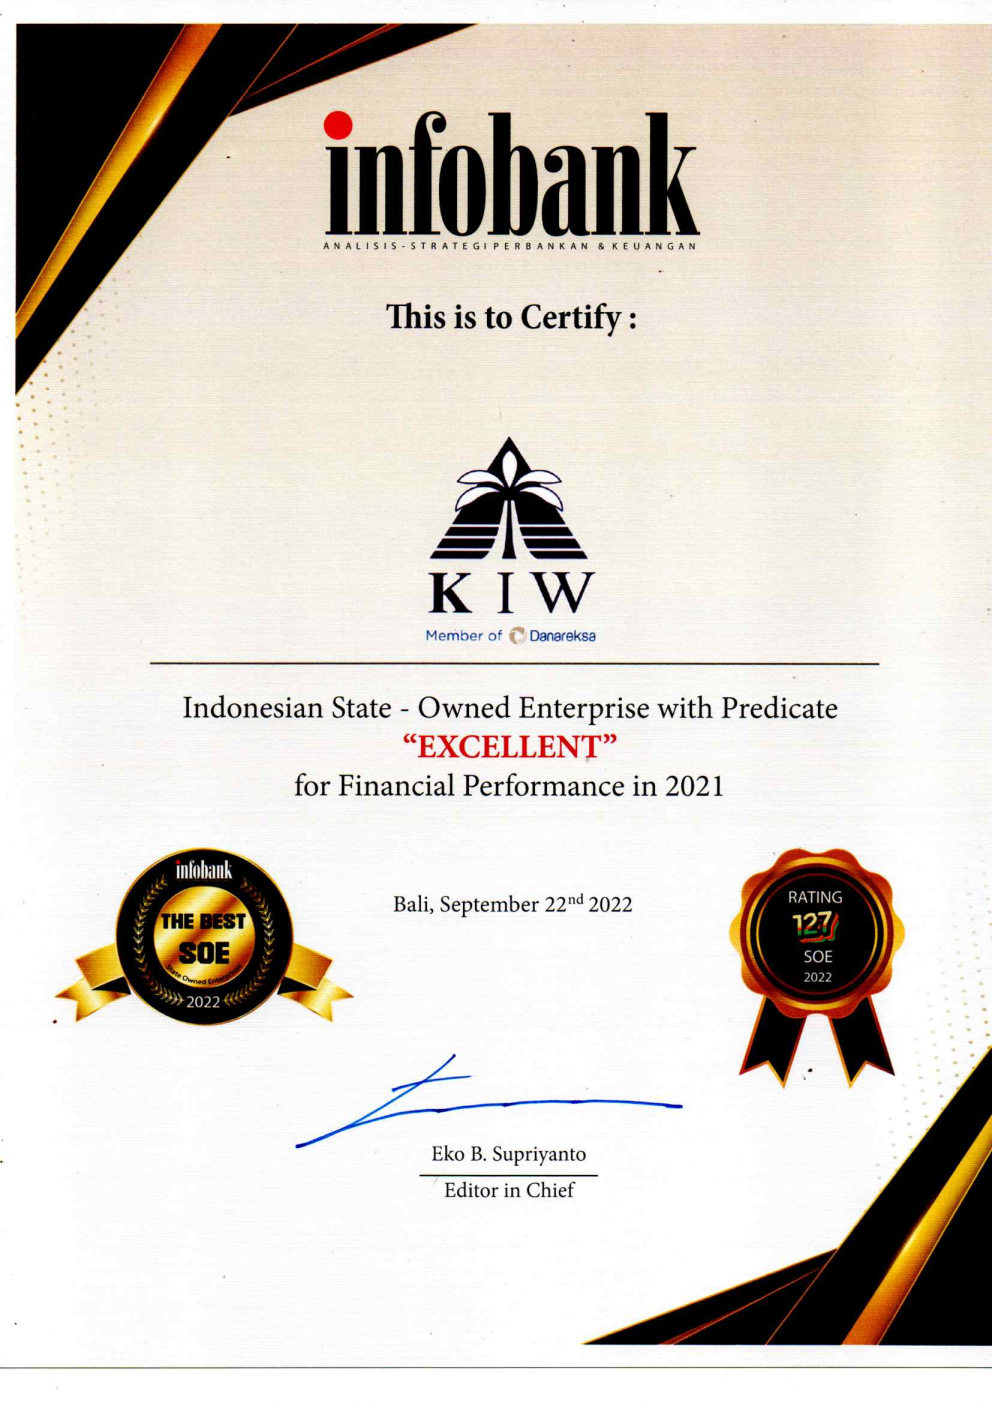 infobank
ANALISIS-STRATEGI PERBANKAN & KEUANGAN
This is to Certify :
KIW
Member of Danareksa
Indonesian State - Owned Enterprise with Predicate
“EXCELLENT”
for Financial Performance in 2021
infobank
THE BEST
SOE
State Owned Enterprise
2022
Bali, September 22nd 2022
RATING
127
SOE
2022
Eko B. Supriyanto
Editor in Chief